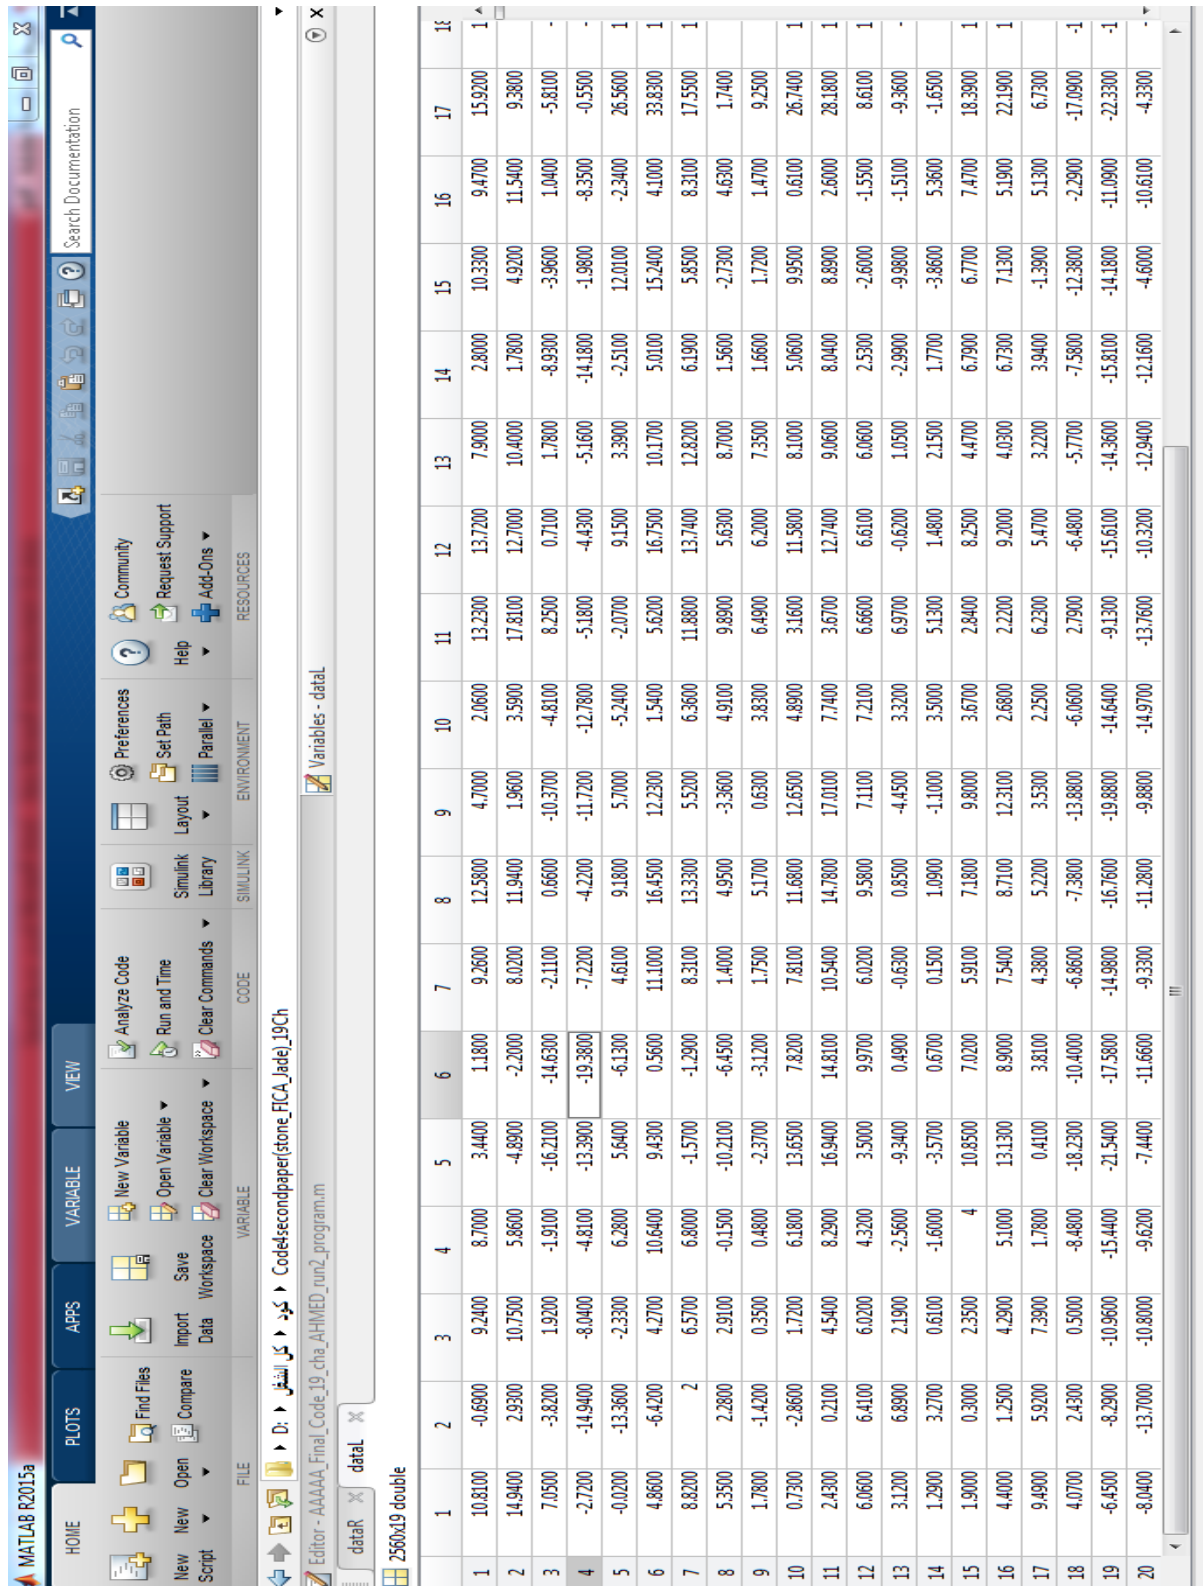 MATLAB R2015a
HOME PLOTS APPS VARIABLE VIEW Search Documentation
New Script New Open Find Files Compare Import Data Save Workspace New Variable Open Variable Clear Workspace Analyze Code Run and Time Clear Commands Simulink Library Layout Preferences Set Path Parallel Help Community Request Support Add-Ons
FILE VARIABLE CODE SIMULINK ENVIRONMENT RESOURCES
D: كل الشغل كود Code4secondpaper(stone_FICA_Jade)_19Ch
Editor - AAAAA_Final_Code_19_cha_AHMED_run2_program.m Variables - dataL
dataR dataL
2560x19 double
1 2 3 4 5 6 7 8 9 10 11 12 13 14 15 16 17 18
1 10.8100 -0.6900 9.2400 8.7000 3.4400 1.1800 9.2600 12.5800 4.7000 2.0600 13.2300 13.7200 7.9000 2.8000 10.3300 9.4700 15.9200 1
2 14.9400 2.9300 10.7500 5.8600 -4.8900 -2.2000 8.0200 11.9400 1.9600 3.5900 17.8100 12.7000 10.4000 1.7800 4.9200 11.5400 9.3800
3 7.0500 -3.8200 1.9200 -1.9100 -16.2100 -14.6300 -2.1100 0.6600 -10.3700 -4.8100 8.2500 0.7100 1.7800 -8.9300 -3.9600 1.0400 -5.8100 -
4 -2.7200 -14.9400 -8.0400 -4.8100 -13.3900 -19.3800 -7.2200 -4.2200 -11.7200 -12.7800 -5.1800 -4.4300 -5.1600 -14.1800 -1.9800 -8.3500 -0.5500 -
5 -0.0200 -13.3600 -2.3300 6.2800 5.6400 -6.1300 4.6100 9.1800 5.7000 -5.2400 -2.0700 9.1500 3.3900 -2.5100 12.0100 -2.3400 26.5600 1
6 4.8600 -6.4200 4.2700 10.6400 9.4300 0.5600 11.1000 16.4500 12.2300 1.5400 5.6200 16.7500 10.1700 5.0100 15.2400 4.1000 33.8300 1
7 8.8200 2 6.5700 6.8000 -1.5700 -1.2900 8.3100 13.3300 5.5200 6.3600 11.8800 13.7400 12.8200 6.1900 5.8500 8.3100 17.5500 1
8 5.3500 2.2800 2.9100 -0.1500 -10.2100 -6.4500 1.4000 4.9500 -3.3600 4.9100 9.8900 5.6300 8.7000 1.5600 -2.7300 4.6300 1.7400
9 1.7800 -1.4200 0.3500 0.4800 -2.3700 -3.1200 1.7500 5.1700 0.6300 3.8300 6.4900 6.2000 7.3500 1.6600 1.7200 1.4700 9.2500 1
10 0.7300 -2.8600 1.7200 6.1800 13.6500 7.8200 7.8100 11.6800 12.6500 4.8900 3.1600 11.5800 8.1000 5.0600 9.9500 0.6100 26.7400 1
11 2.4300 0.2100 4.5400 8.2900 16.9400 14.8100 10.5400 14.7800 17.0100 7.7400 3.6700 12.7400 9.0600 8.0400 8.8900 2.6000 28.1800 1
12 6.0600 6.4100 6.0200 4.3200 3.5000 9.9700 6.0200 9.5800 7.1100 7.2100 6.6600 6.6100 6.0600 2.5300 -2.6000 -1.5500 8.6100 1
13 3.1200 6.8900 2.1900 -2.5600 -9.3400 0.4900 -0.6300 0.8500 -4.4500 3.3200 6.9700 -0.6200 1.0500 -2.9900 -9.9800 -1.5100 -9.3600 -
14 1.2900 3.2700 0.6100 -1.6000 -3.5700 0.6700 0.1500 1.0900 -1.1000 3.5000 5.1300 1.4800 2.1500 1.7700 -3.8600 5.3600 -1.6500
15 1.9000 0.3000 2.3500 4 10.8500 7.0200 5.9100 7.1800 9.8000 3.6700 2.8400 8.2500 4.4700 6.7900 6.7700 7.4700 18.3900 1
16 4.4000 1.2500 4.2900 5.1000 13.1300 8.9000 7.5400 8.7100 12.3100 2.6800 2.2200 9.2000 4.0300 6.7300 7.1300 5.1900 22.1900 1
17 9.4900 5.9200 7.3900 1.7800 0.4100 3.8100 4.3800 5.2200 3.5300 2.2500 6.2300 5.4700 3.2200 3.9400 -1.3900 5.1300 6.7300
18 4.0700 2.4300 0.5000 -8.4800 -18.2300 -10.4000 -6.8600 -7.3800 -13.8800 -6.0600 2.7900 -6.4800 -5.7700 -7.5800 -12.3800 -2.2900 -17.0900 -1
19 -6.4500 -8.2900 -10.9600 -15.4400 -21.5400 -17.5800 -14.9800 -16.7600 -19.8800 -14.6400 -9.1300 -15.6100 -14.3600 -15.8100 -14.1800 -11.0900 -22.3300 -1
20 -8.0400 -13.7000 -10.8000 -9.6200 -7.4400 -11.6600 -9.3300 -11.2800 -9.8800 -14.9700 -13.7600 -10.3200 -12.9400 -12.1600 -4.6000 -10.6100 -4.3300 -